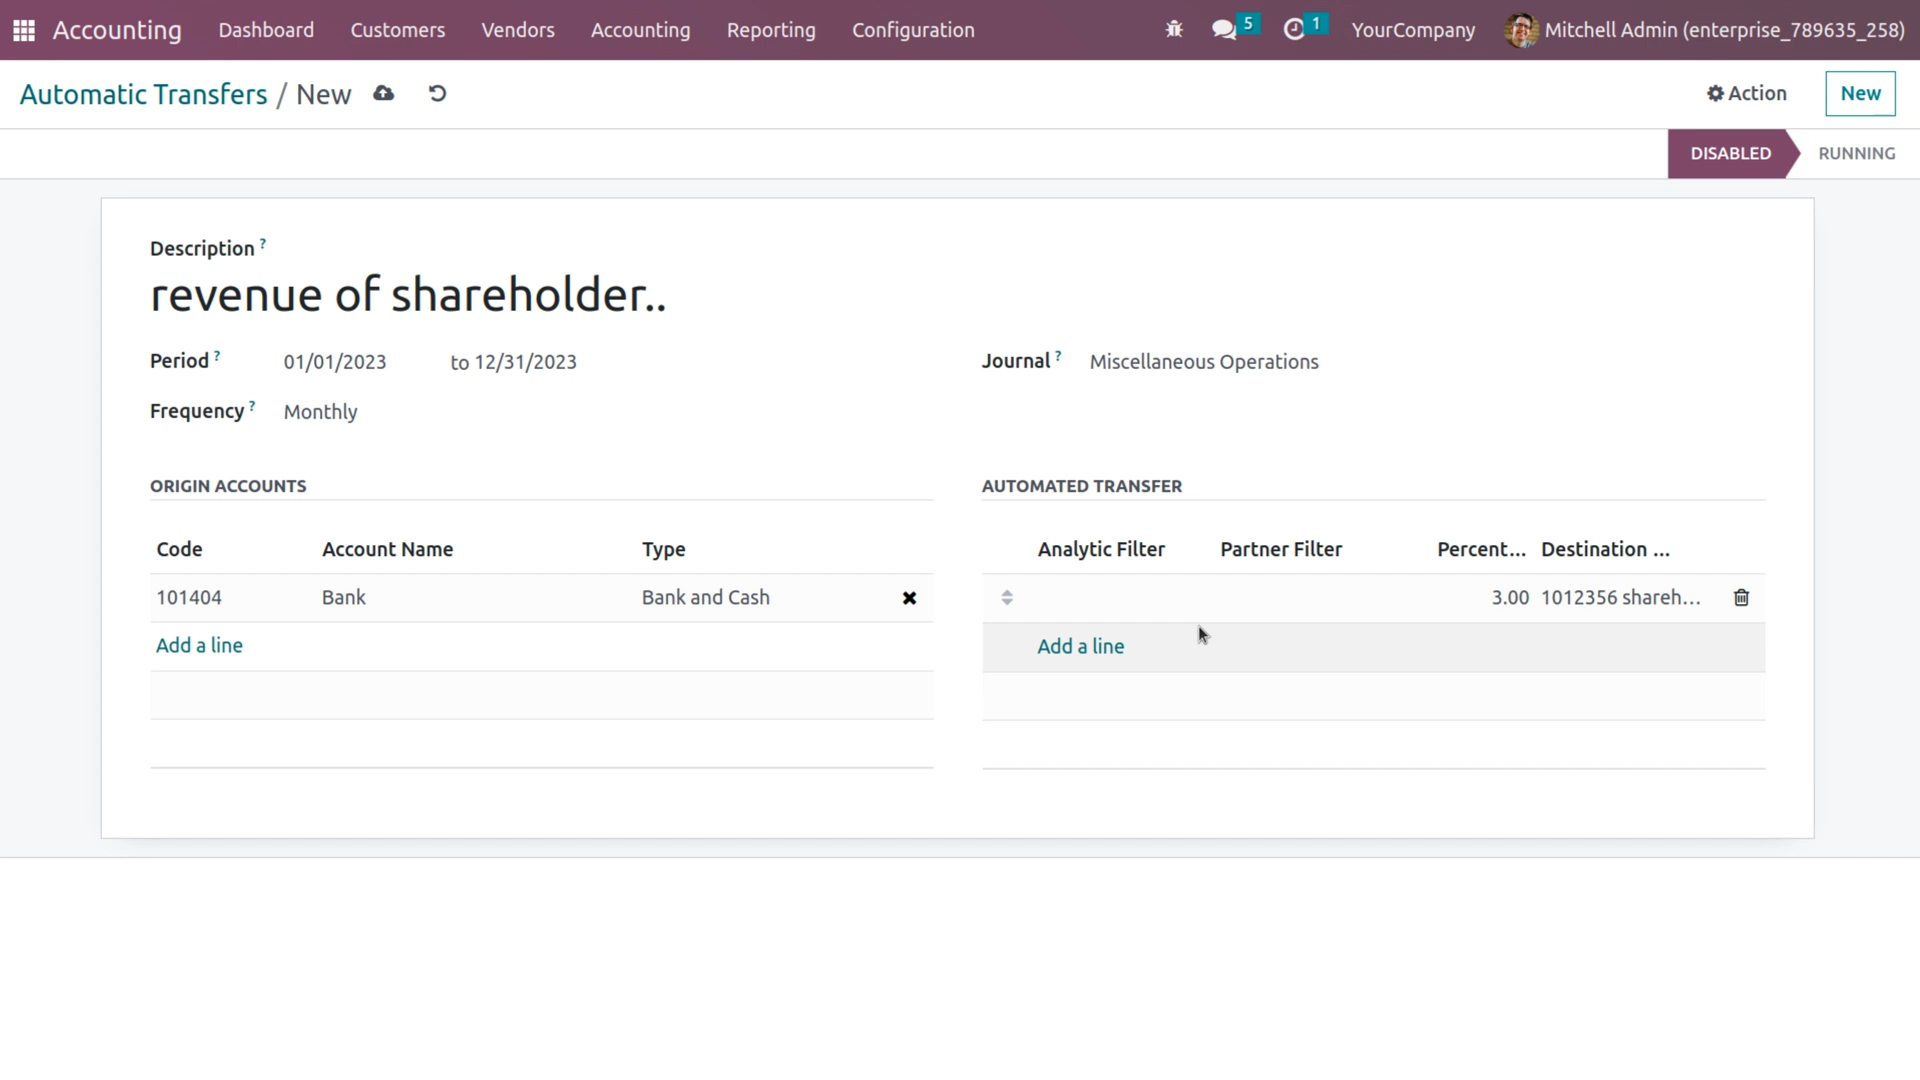 Accounting Dashboard Customers Vendors Accounting Reporting Configuration 5 1 YourCompany Mitchell Admin (enterprise_789635_258)
Automatic Transfers / New Action New
DISABLED RUNNING
Description ?
revenue of shareholder..
Period ? 01/01/2023 to 12/31/2023 Journal ? Miscellaneous Operations
Frequency ? Monthly
ORIGIN ACCOUNTS AUTOMATED TRANSFER
Code Account Name Type Analytic Filter Partner Filter Percent... Destination ...
101404 Bank Bank and Cash 3.00 1012356 shareh...
Add a line Add a line